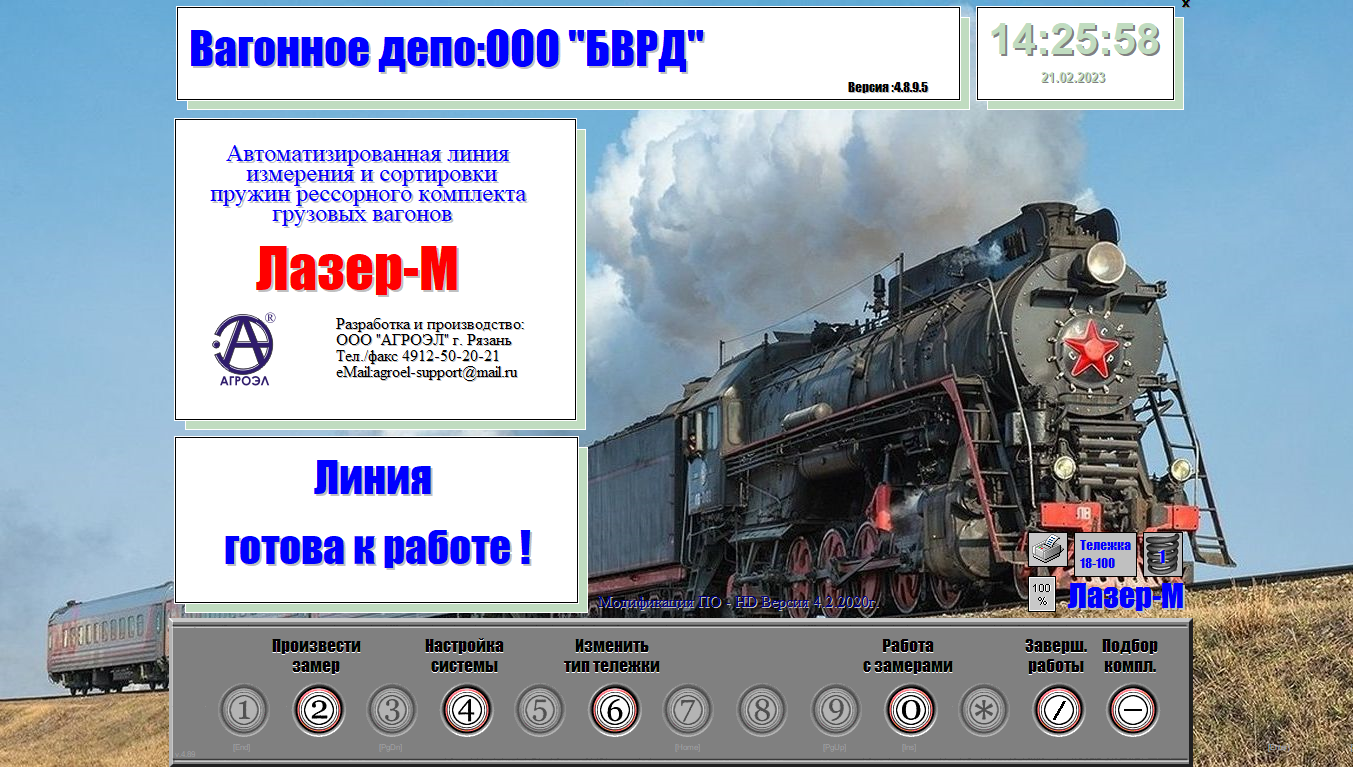 x
Вагонное депо:ООО "БВРД"
Версия :4.8.9.5
14:25:58
21.02.2023
Автоматизированная линия
измерения и сортировки
пружин рессорного комплекта
грузовых вагонов
Лазер-М
®
А
АГРОЭЛ
Разработка и производство:
ООО "АГРОЭЛ" г. Рязань
Тел./факс 4912-50-20-21
eMail:agroel-support@mail.ru
Линия
готова к работе !
ЛВ
Тележка
18-100
1
100
%
Лазер-М
Модификация ПО - HD Версия 4.2.2020г.
Произвести
замер
Настройка
системы
Изменить
тип тележки
Работа
с замерами
Заверш.
работы
Подбор
компл.
1 2 3 4 5 6 7 8 9 0 * / −
[End] [PgDn] [Home] [PgUp] [Ins]
v.4.89